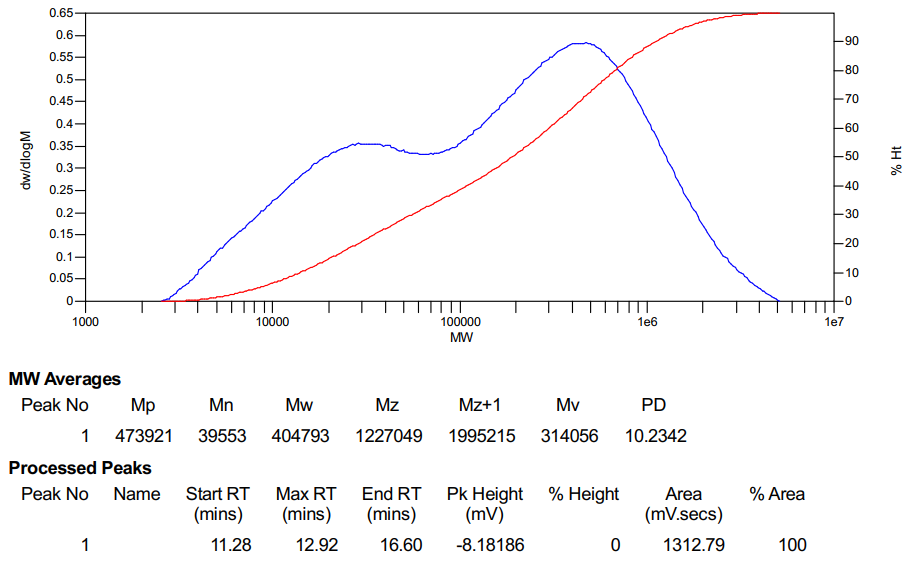 0.65
0.6
0.55
0.5
0.45
0.4
0.35
0.3
0.25
0.2
0.15
0.1
0.05
0
dw/dlogM
90
80
70
60
50
40
30
20
10
0
% Ht
1000 10000 100000 1e6 1e7
MW
MW Averages
Peak No Mp Mn Mw Mz Mz+1 Mv PD
1 473921 39553 404793 1227049 1995215 314056 10.2342
Processed Peaks
Peak No Name Start RT Max RT End RT Pk Height % Height Area % Area
(mins) (mins) (mins) (mV) (mV.secs)
1 11.28 12.92 16.60 -8.18186 0 1312.79 100